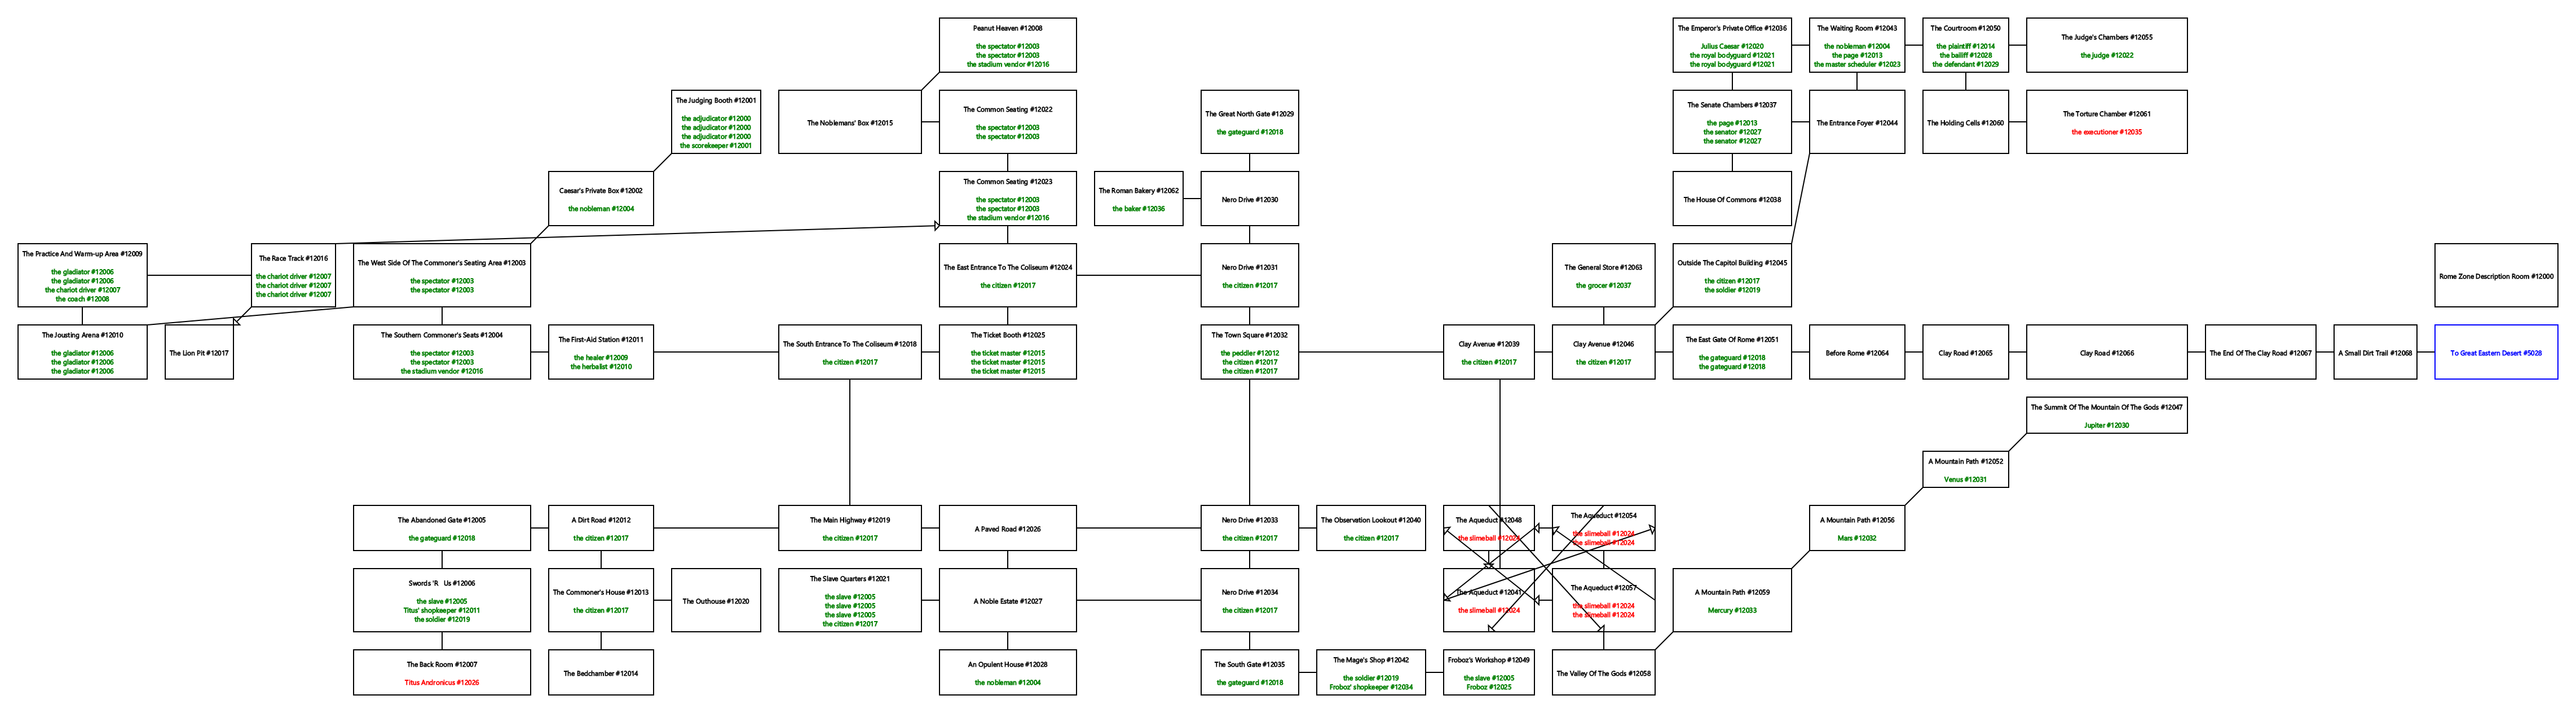 Peanut Heaven #12008
the spectator #12003
the spectator #12003
the stadium vendor #12016
The Emperor's Private Office #12036
Julius Caesar #12020
the royal bodyguard #12021
the royal bodyguard #12021
The Waiting Room #12043
the nobleman #12004
the page #12013
the master scheduler #12023
The Courtroom #12050
the plaintiff #12014
the bailiff #12028
the defendant #12029
The Judge's Chambers #12055
the judge #12022
The Judging Booth #12001
the adjudicator #12000
the adjudicator #12000
the adjudicator #12000
the scorekeeper #12001
The Noblemans' Box #12015
The Common Seating #12022
the spectator #12003
the spectator #12003
The Great North Gate #12029
the gateguard #12018
The Senate Chambers #12037
the page #12013
the senator #12027
the senator #12027
The Entrance Foyer #12044
The Holding Cells #12060
The Torture Chamber #12061
the executioner #12035
Caesar's Private Box #12002
the nobleman #12004
The Common Seating #12023
the spectator #12003
the spectator #12003
the stadium vendor #12016
The Roman Bakery #12062
the baker #12036
Nero Drive #12030
The House Of Commons #12038
The Practice And Warm-up Area #12009
the gladiator #12006
the gladiator #12006
the chariot driver #12007
the coach #12008
The Race Track #12016
the chariot driver #12007
the chariot driver #12007
the chariot driver #12007
The West Side Of The Commoner's Seating Area #12003
the spectator #12003
the spectator #12003
The East Entrance To The Coliseum #12024
the citizen #12017
Nero Drive #12031
the citizen #12017
The General Store #12063
the grocer #12037
Outside The Capitol Building #12045
the citizen #12017
the soldier #12019
Rome Zone Description Room #12000
The Jousting Arena #12010
the gladiator #12006
the gladiator #12006
the gladiator #12006
The Lion Pit #12017
The Southern Commoner's Seats #12004
the spectator #12003
the spectator #12003
the stadium vendor #12016
The First-Aid Station #12011
the healer #12009
the herbalist #12010
The South Entrance To The Coliseum #12018
the citizen #12017
The Ticket Booth #12025
the ticket master #12015
the ticket master #12015
the ticket master #12015
The Town Square #12032
the peddler #12012
the citizen #12017
the citizen #12017
Clay Avenue #12039
the citizen #12017
Clay Avenue #12046
the citizen #12017
The East Gate Of Rome #12051
the gateguard #12018
the gateguard #12018
Before Rome #12064
Clay Road #12065
Clay Road #12066
The End Of The Clay Road #12067
A Small Dirt Trail #12068
To Great Eastern Desert #5028
The Summit Of The Mountain Of The Gods #12047
Jupiter #12030
A Mountain Path #12052
Venus #12031
The Abandoned Gate #12005
the gateguard #12018
A Dirt Road #12012
the citizen #12017
The Main Highway #12019
the citizen #12017
A Paved Road #12026
Nero Drive #12033
the citizen #12017
The Observation Lookout #12040
the citizen #12017
The Aqueduct #12048
the slimeball #12024
The Aqueduct #12054
the slimeball #12024
the slimeball #12024
A Mountain Path #12056
Mars #12032
Swords 'R Us #12006
the slave #12005
Titus' shopkeeper #12011
the soldier #12019
The Commoner's House #12013
the citizen #12017
The Outhouse #12020
The Slave Quarters #12021
the slave #12005
the slave #12005
the slave #12005
the citizen #12017
A Noble Estate #12027
Nero Drive #12034
the citizen #12017
The Aqueduct #12041
the slimeball #12024
The Aqueduct #12057
the slimeball #12024
the slimeball #12024
A Mountain Path #12059
Mercury #12033
The Back Room #12007
Titus Andronicus #12026
The Bedchamber #12014
An Opulent House #12028
the nobleman #12004
The South Gate #12035
the gateguard #12018
The Mage's Shop #12042
the soldier #12019
Froboz' shopkeeper #12034
Froboz's Workshop #12049
the slave #12005
Froboz #12025
The Valley Of The Gods #12058